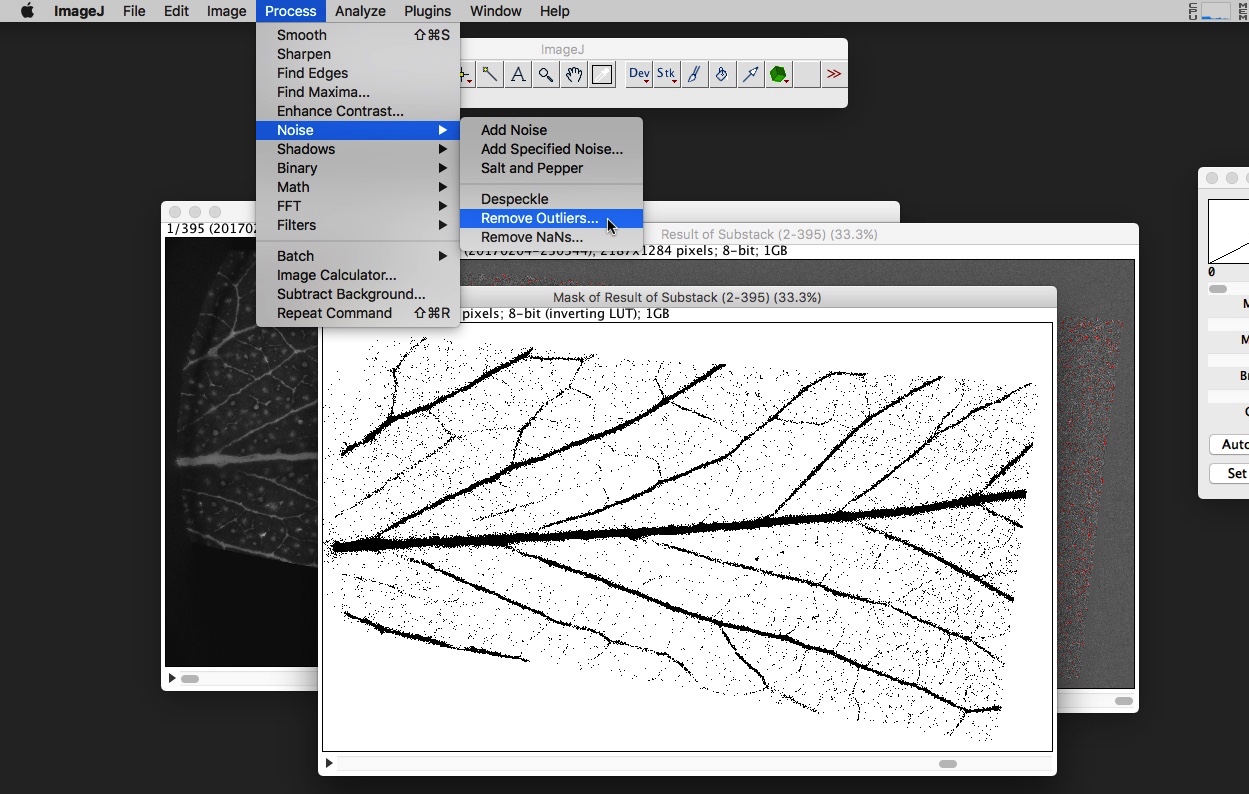 ImageJ File Edit Image Process Analyze Plugins Window Help
Smooth ⇧⌘S
Sharpen
Find Edges
Find Maxima...
Enhance Contrast...
Noise
Shadows
Binary
Math
FFT
Filters
Batch
Image Calculator...
Subtract Background...
Repeat Command ⇧⌘R
Add Noise
Add Specified Noise...
Salt and Pepper
Despeckle
Remove Outliers...
Remove NaNs...
ImageJ
A Dev Stk >>
CPU MEM
1/395 (20170
Result of Substack (2-395) (33.3%)
(20170204-230344); 2187x1284 pixels; 8-bit; 1GB
Mask of Result of Substack (2-395) (33.3%)
pixels; 8-bit (inverting LUT); 1GB
0
M
M
Br
C
Auto
Set